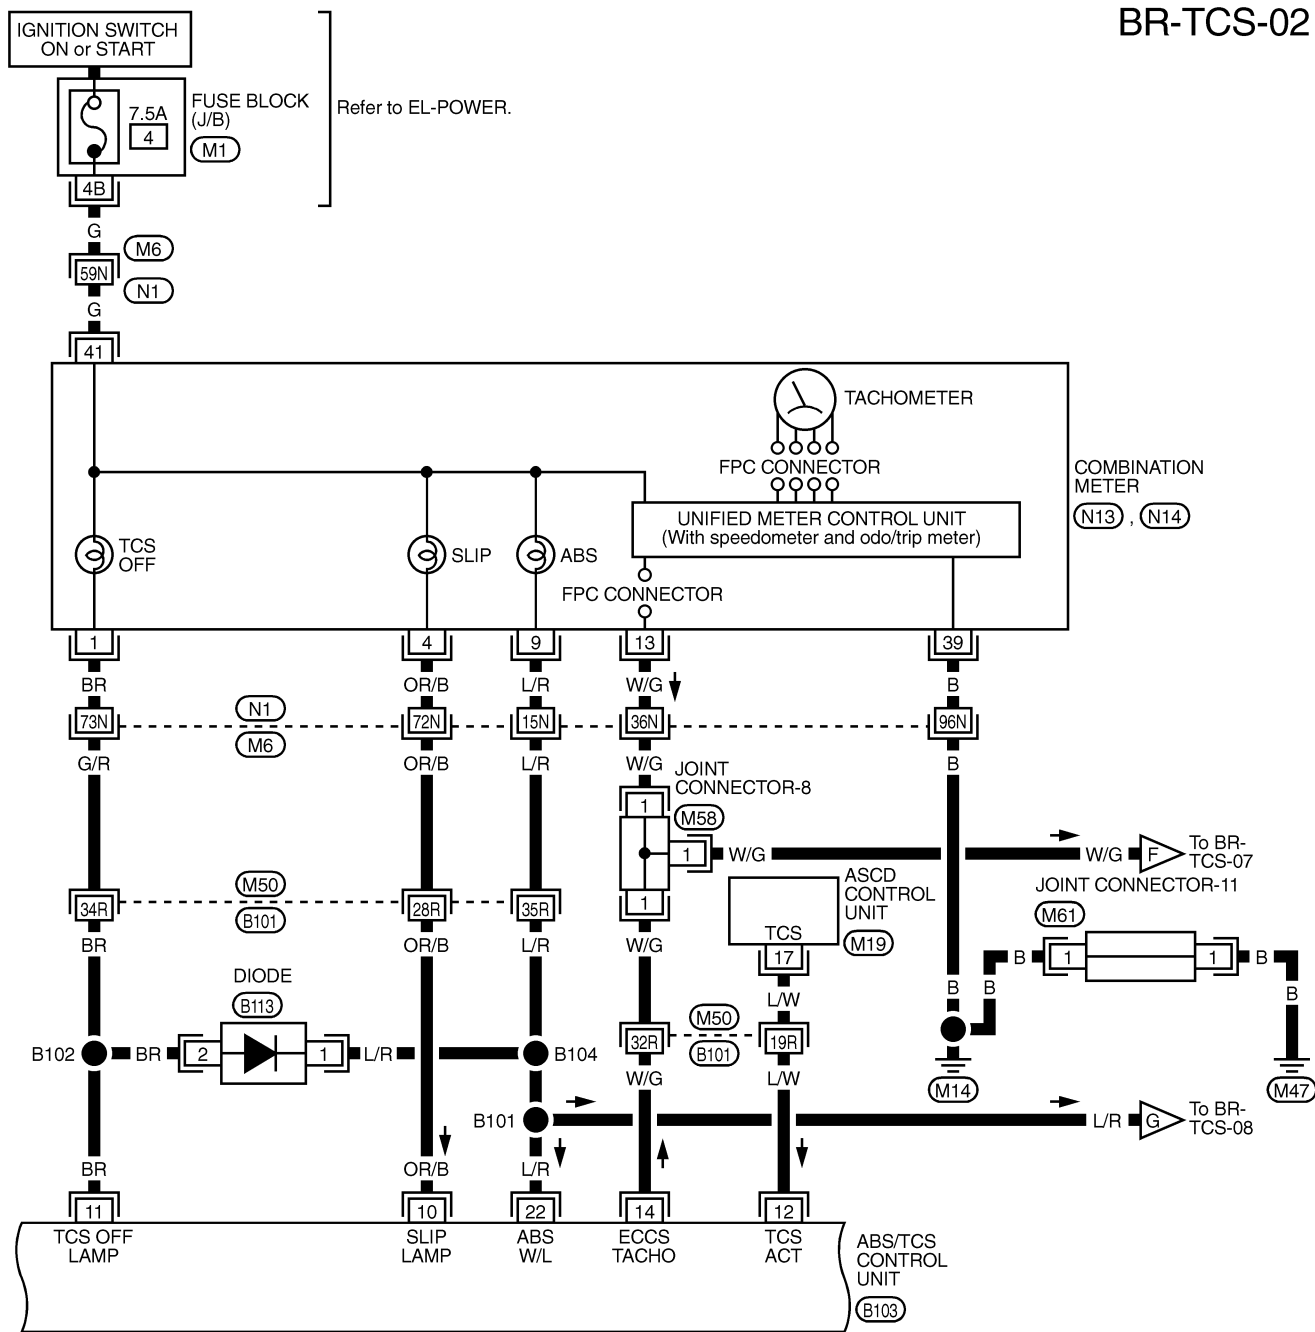 BR-TCS-02
IGNITION SWITCH
ON or START
7.5A
4
FUSE BLOCK
(J/B)
M1
Refer to EL-POWER.
4B
G
M6
59N
N1
G
41
TACHOMETER
FPC CONNECTOR
COMBINATION
METER
N13 , N14
UNIFIED METER CONTROL UNIT
(With speedometer and odo/trip meter)
TCS
OFF
SLIP
ABS
FPC CONNECTOR
1
4
9
13
39
BR
OR/B
L/R
W/G
B
N1
73N
72N
15N
36N
96N
M6
G/R
OR/B
L/R
W/G
B
JOINT
CONNECTOR-8
1
M58
1
W/G
W/G
F
To BR-
TCS-07
M50
34R
28R
35R
B101
1
ASCD
CONTROL
UNIT
TCS
M19
17
JOINT CONNECTOR-11
M61
B
1
1
B
BR
OR/B
L/R
W/G
DIODE
B113
L/W
B
B
B
M50
32R
19R
B101
B102
BR
2
1
L/R
B104
W/G
L/W
M14
M47
B101
L/R
G
To BR-
TCS-08
BR
OR/B
L/R
11
10
22
14
12
TCS OFF
LAMP
SLIP
LAMP
ABS
W/L
ECCS
TACHO
TCS
ACT
ABS/TCS
CONTROL
UNIT
B103